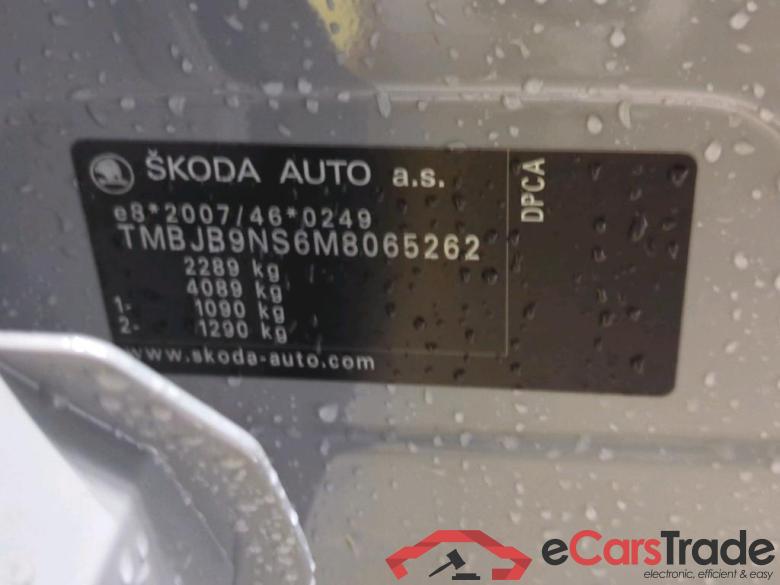 ŠKODA AUTO a.s.
DPCA
e8*2007/46*0249
TMBJB9NS6M8065262
2289 kg
4089 kg
1- 1090 kg
2- 1290 kg
www.skoda-auto.com
eCarsTrade
electronic, efficient & easy